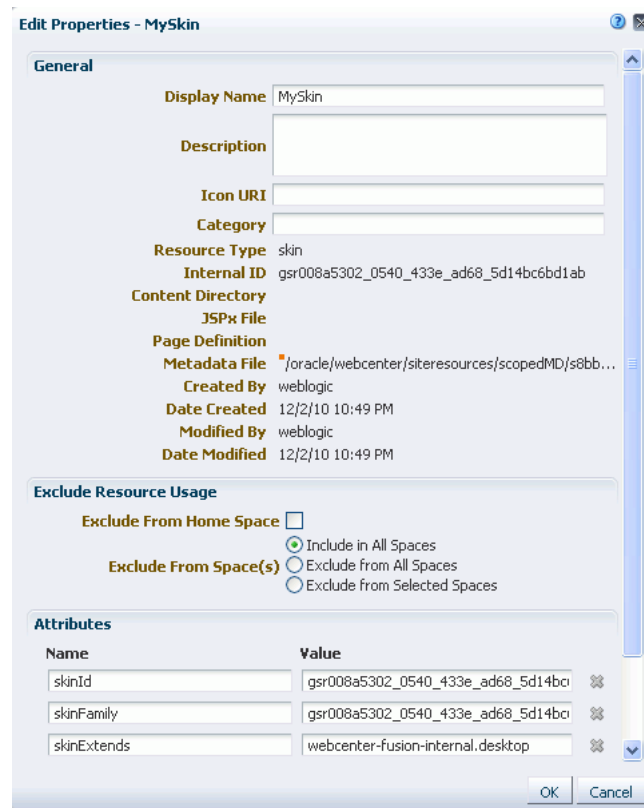 Edit Properties - MySkin
General
Display Name MySkin
Description
Icon URI
Category
Resource Type skin
Internal ID gsr008a5302_0540_433e_ad68_5d14bc6bd1ab
Content Directory
JSPx File
Page Definition
Metadata File "/oracle/webcenter/siteresources/scopedMD/s8bb...
Created By weblogic
Date Created 12/2/10 10:49 PM
Modified By weblogic
Date Modified 12/2/10 10:49 PM
Exclude Resource Usage
Exclude From Home Space
Include in All Spaces
Exclude From Space(s) Exclude from All Spaces
Exclude from Selected Spaces
Attributes
Name Value
skinId gsr008a5302_0540_433e_ad68_5d14bc
skinFamily gsr008a5302_0540_433e_ad68_5d14bc
skinExtends webcenter-fusion-internal.desktop
OK Cancel